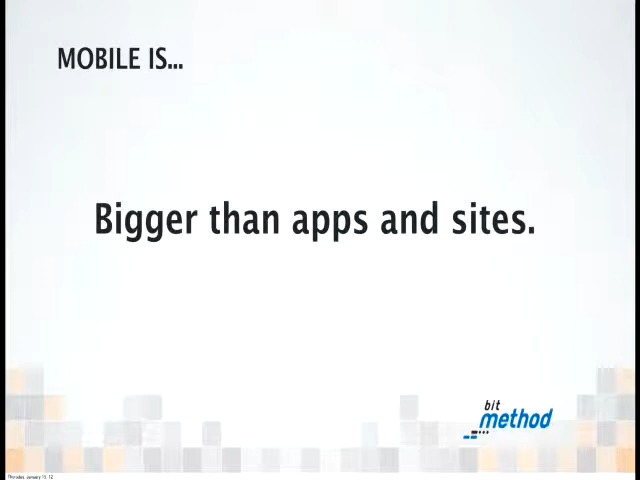 MOBILE IS...
Bigger than apps and sites.
bit
method